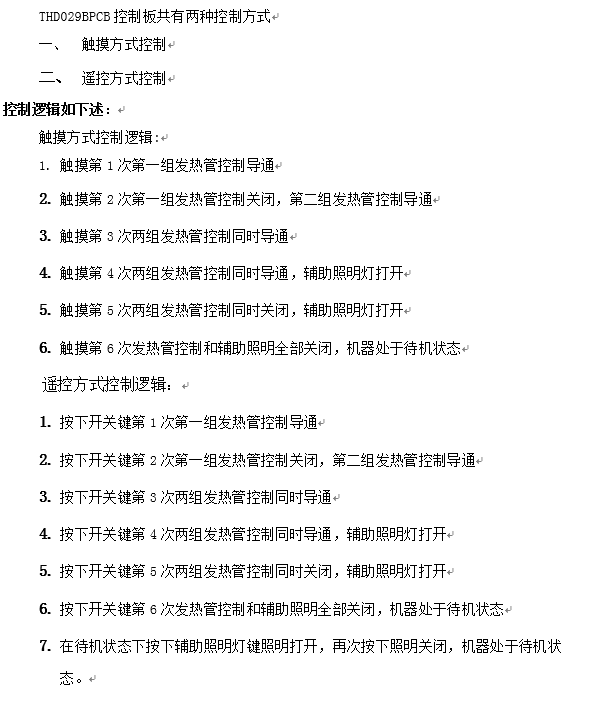 THD029BPCB 控制板共有两种控制方式
一、 触摸方式控制
二、 遥控方式控制
控制逻辑如下述：
触摸方式控制逻辑:
1. 触摸第 1 次第一组发热管控制导通
2. 触摸第 2 次第一组发热管控制关闭，第二组发热管控制导通
3. 触摸第 3 次两组发热管控制同时导通
4. 触摸第 4 次两组发热管控制同时导通，辅助照明灯打开
5. 触摸第 5 次两组发热管控制同时关闭，辅助照明灯打开
6. 触摸第 6 次发热管控制和辅助照明全部关闭，机器处于待机状态
遥控方式控制逻辑：
1. 按下开关键第 1 次第一组发热管控制导通
2. 按下开关键第 2 次第一组发热管控制关闭，第二组发热管控制导通
3. 按下开关键第 3 次两组发热管控制同时导通
4. 按下开关键第 4 次两组发热管控制同时导通，辅助照明灯打开
5. 按下开关键第 5 次两组发热管控制同时关闭，辅助照明灯打开
6. 按下开关键第 6 次发热管控制和辅助照明全部关闭，机器处于待机状态
7. 在待机状态下按下辅助照明灯键照明打开，再次按下照明关闭，机器处于待机状
态。